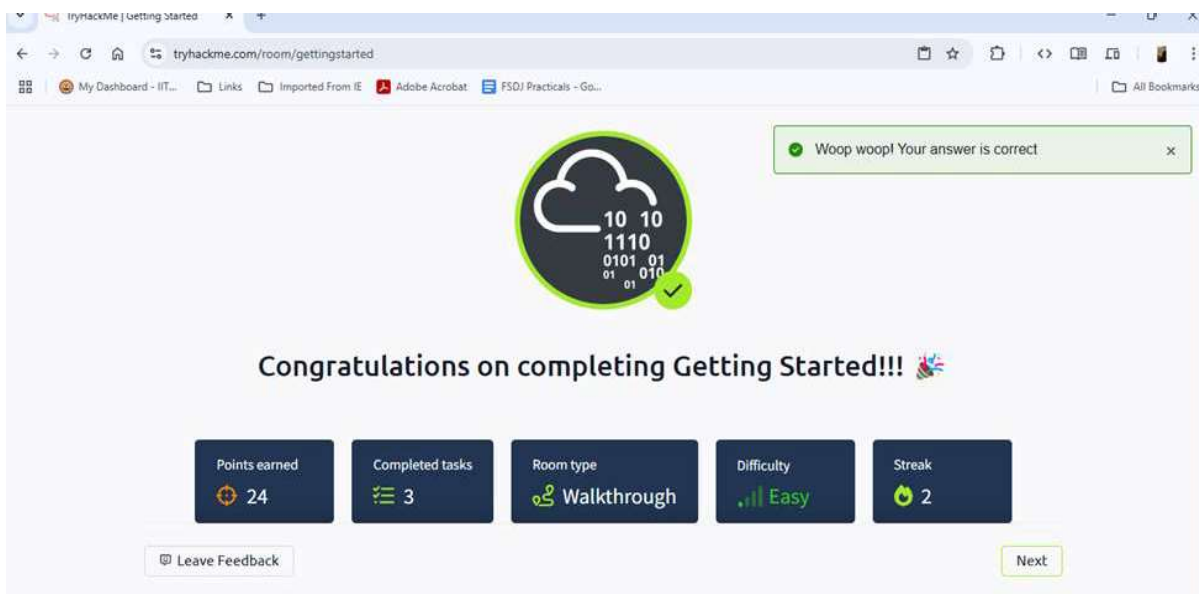 TryHackMe | Getting Started
tryhackme.com/room/gettingstarted
My Dashboard - IIT... Links Imported From IE Adobe Acrobat FSDJ Practicals - Go... All Bookmarks
Woop woop! Your answer is correct
10 10
1110
0101 01
01 010
01
Congratulations on completing Getting Started!!! 🎉
Points earned Completed tasks Room type Difficulty Streak
24 3 Walkthrough Easy 2
Leave Feedback Next